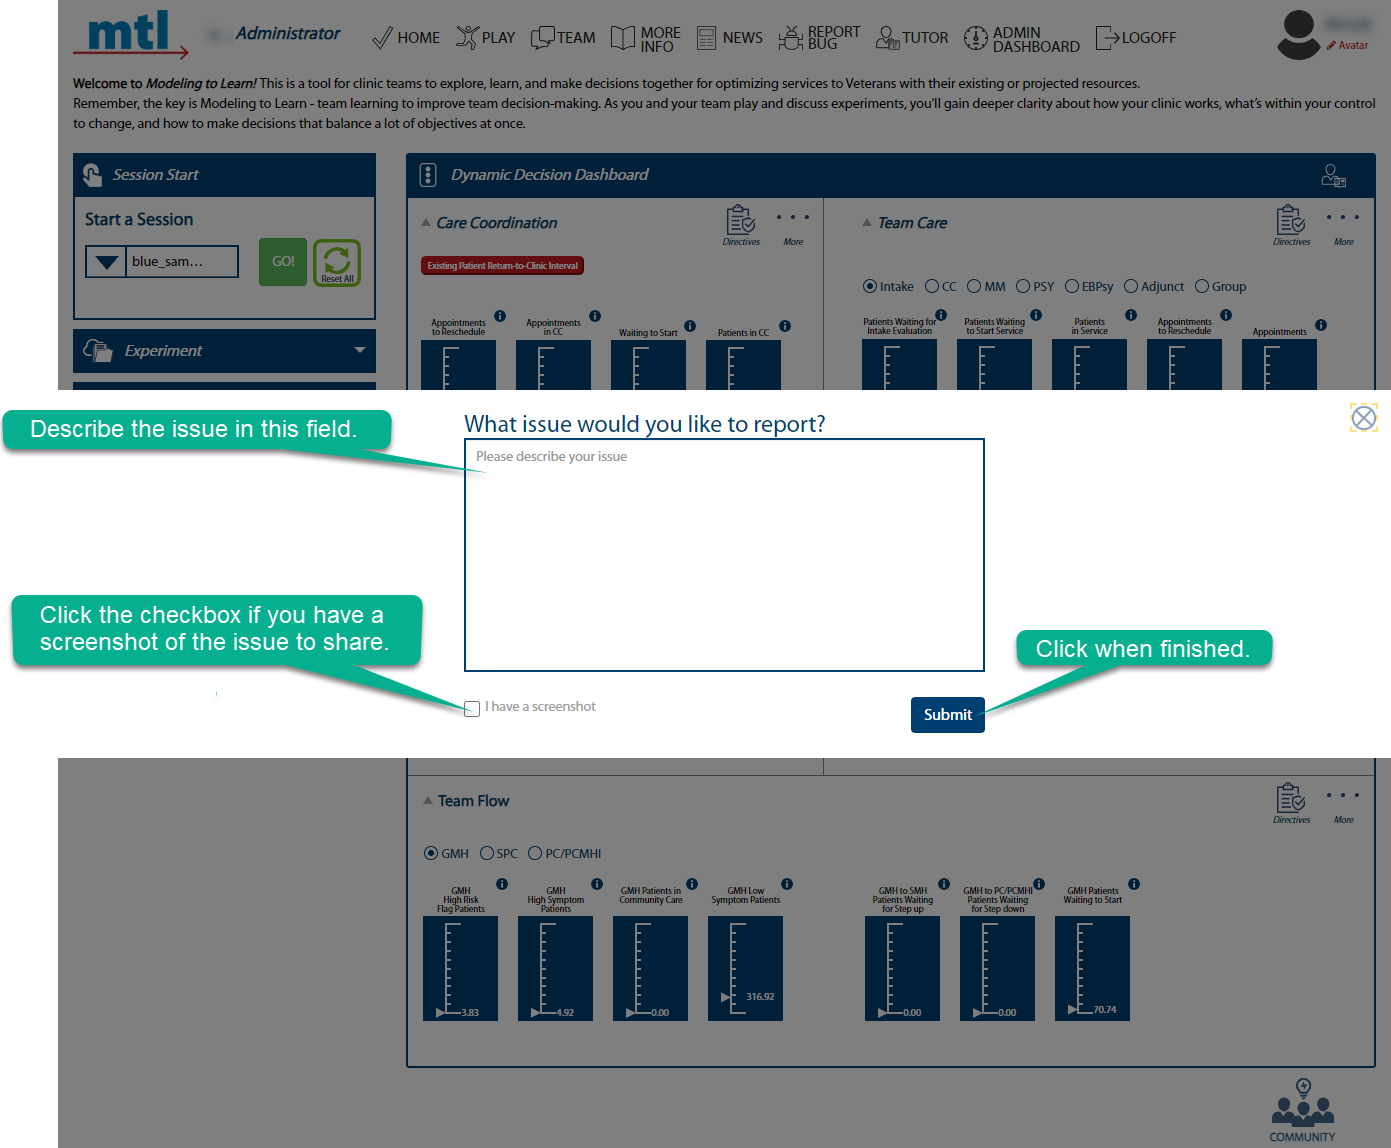 mtl
Administrator
HOME
PLAY
TEAM
MORE
INFO
NEWS
REPORT
BUG
TUTOR
ADMIN
DASHBOARD
LOGOFF
Avatar
Welcome to Modeling to Learn! This is a tool for clinic teams to explore, learn, and make decisions together for optimizing services to Veterans with their existing or projected resources.
Remember, the key is Modeling to Learn - team learning to improve team decision-making. As you and your team play and discuss experiments, you'll gain deeper clarity about how your clinic works, what's within your control
to change, and how to make decisions that balance a lot of objectives at once.
Session Start
Start a Session
blue_sam...
GO!
Reset All
Experiment
Dynamic Decision Dashboard
Care Coordination
Directives
More
Existing Patient Return-to-Clinic Interval
Appointments
to Reschedule
Appointments
in CC
Waiting to Start
Patients in CC
Team Care
Directives
More
Intake CC MM PSY EBPsy Adjunct Group
Patients Waiting for
Intake Evaluation
Patients Waiting
to Start Service
Patients
in Service
Appointments
to Reschedule
Appointments
Describe the issue in this field.
What issue would you like to report?
Please describe your issue
Click the checkbox if you have a
screenshot of the issue to share.
I have a screenshot
Click when finished.
Submit
Team Flow
Directives
More
GMH SPC PC/PCMHI
GMH
High Risk
Flag Patients
3.83
GMH
High Symptom
Patients
4.92
GMH Patients in
Community Care
0.00
GMH Low
Symptom Patients
316.92
GMH to SMH
Patients Waiting
for Step up
0.00
GMH to PC/PCMHI
Patients Waiting
for Step down
0.00
GMH Patients
Waiting to Start
70.74
COMMUNITY